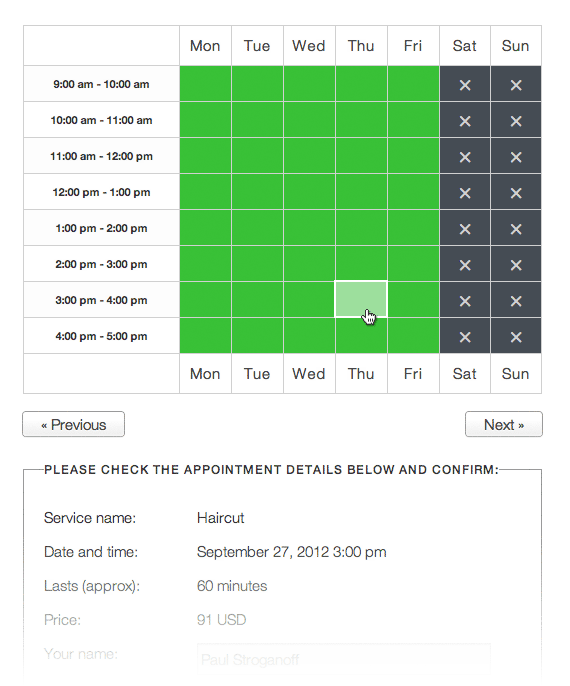 Mon Tue Wed Thu Fri Sat Sun
9:00 am - 10:00 am ✕ ✕
10:00 am - 11:00 am ✕ ✕
11:00 am - 12:00 pm ✕ ✕
12:00 pm - 1:00 pm ✕ ✕
1:00 pm - 2:00 pm ✕ ✕
2:00 pm - 3:00 pm ✕ ✕
3:00 pm - 4:00 pm ✕ ✕
4:00 pm - 5:00 pm ✕ ✕
Mon Tue Wed Thu Fri Sat Sun
« Previous Next »
PLEASE CHECK THE APPOINTMENT DETAILS BELOW AND CONFIRM:
Service name: Haircut
Date and time: September 27, 2012 3:00 pm
Lasts (approx): 60 minutes
Price: 91 USD
Your name: Paul Stroganoff